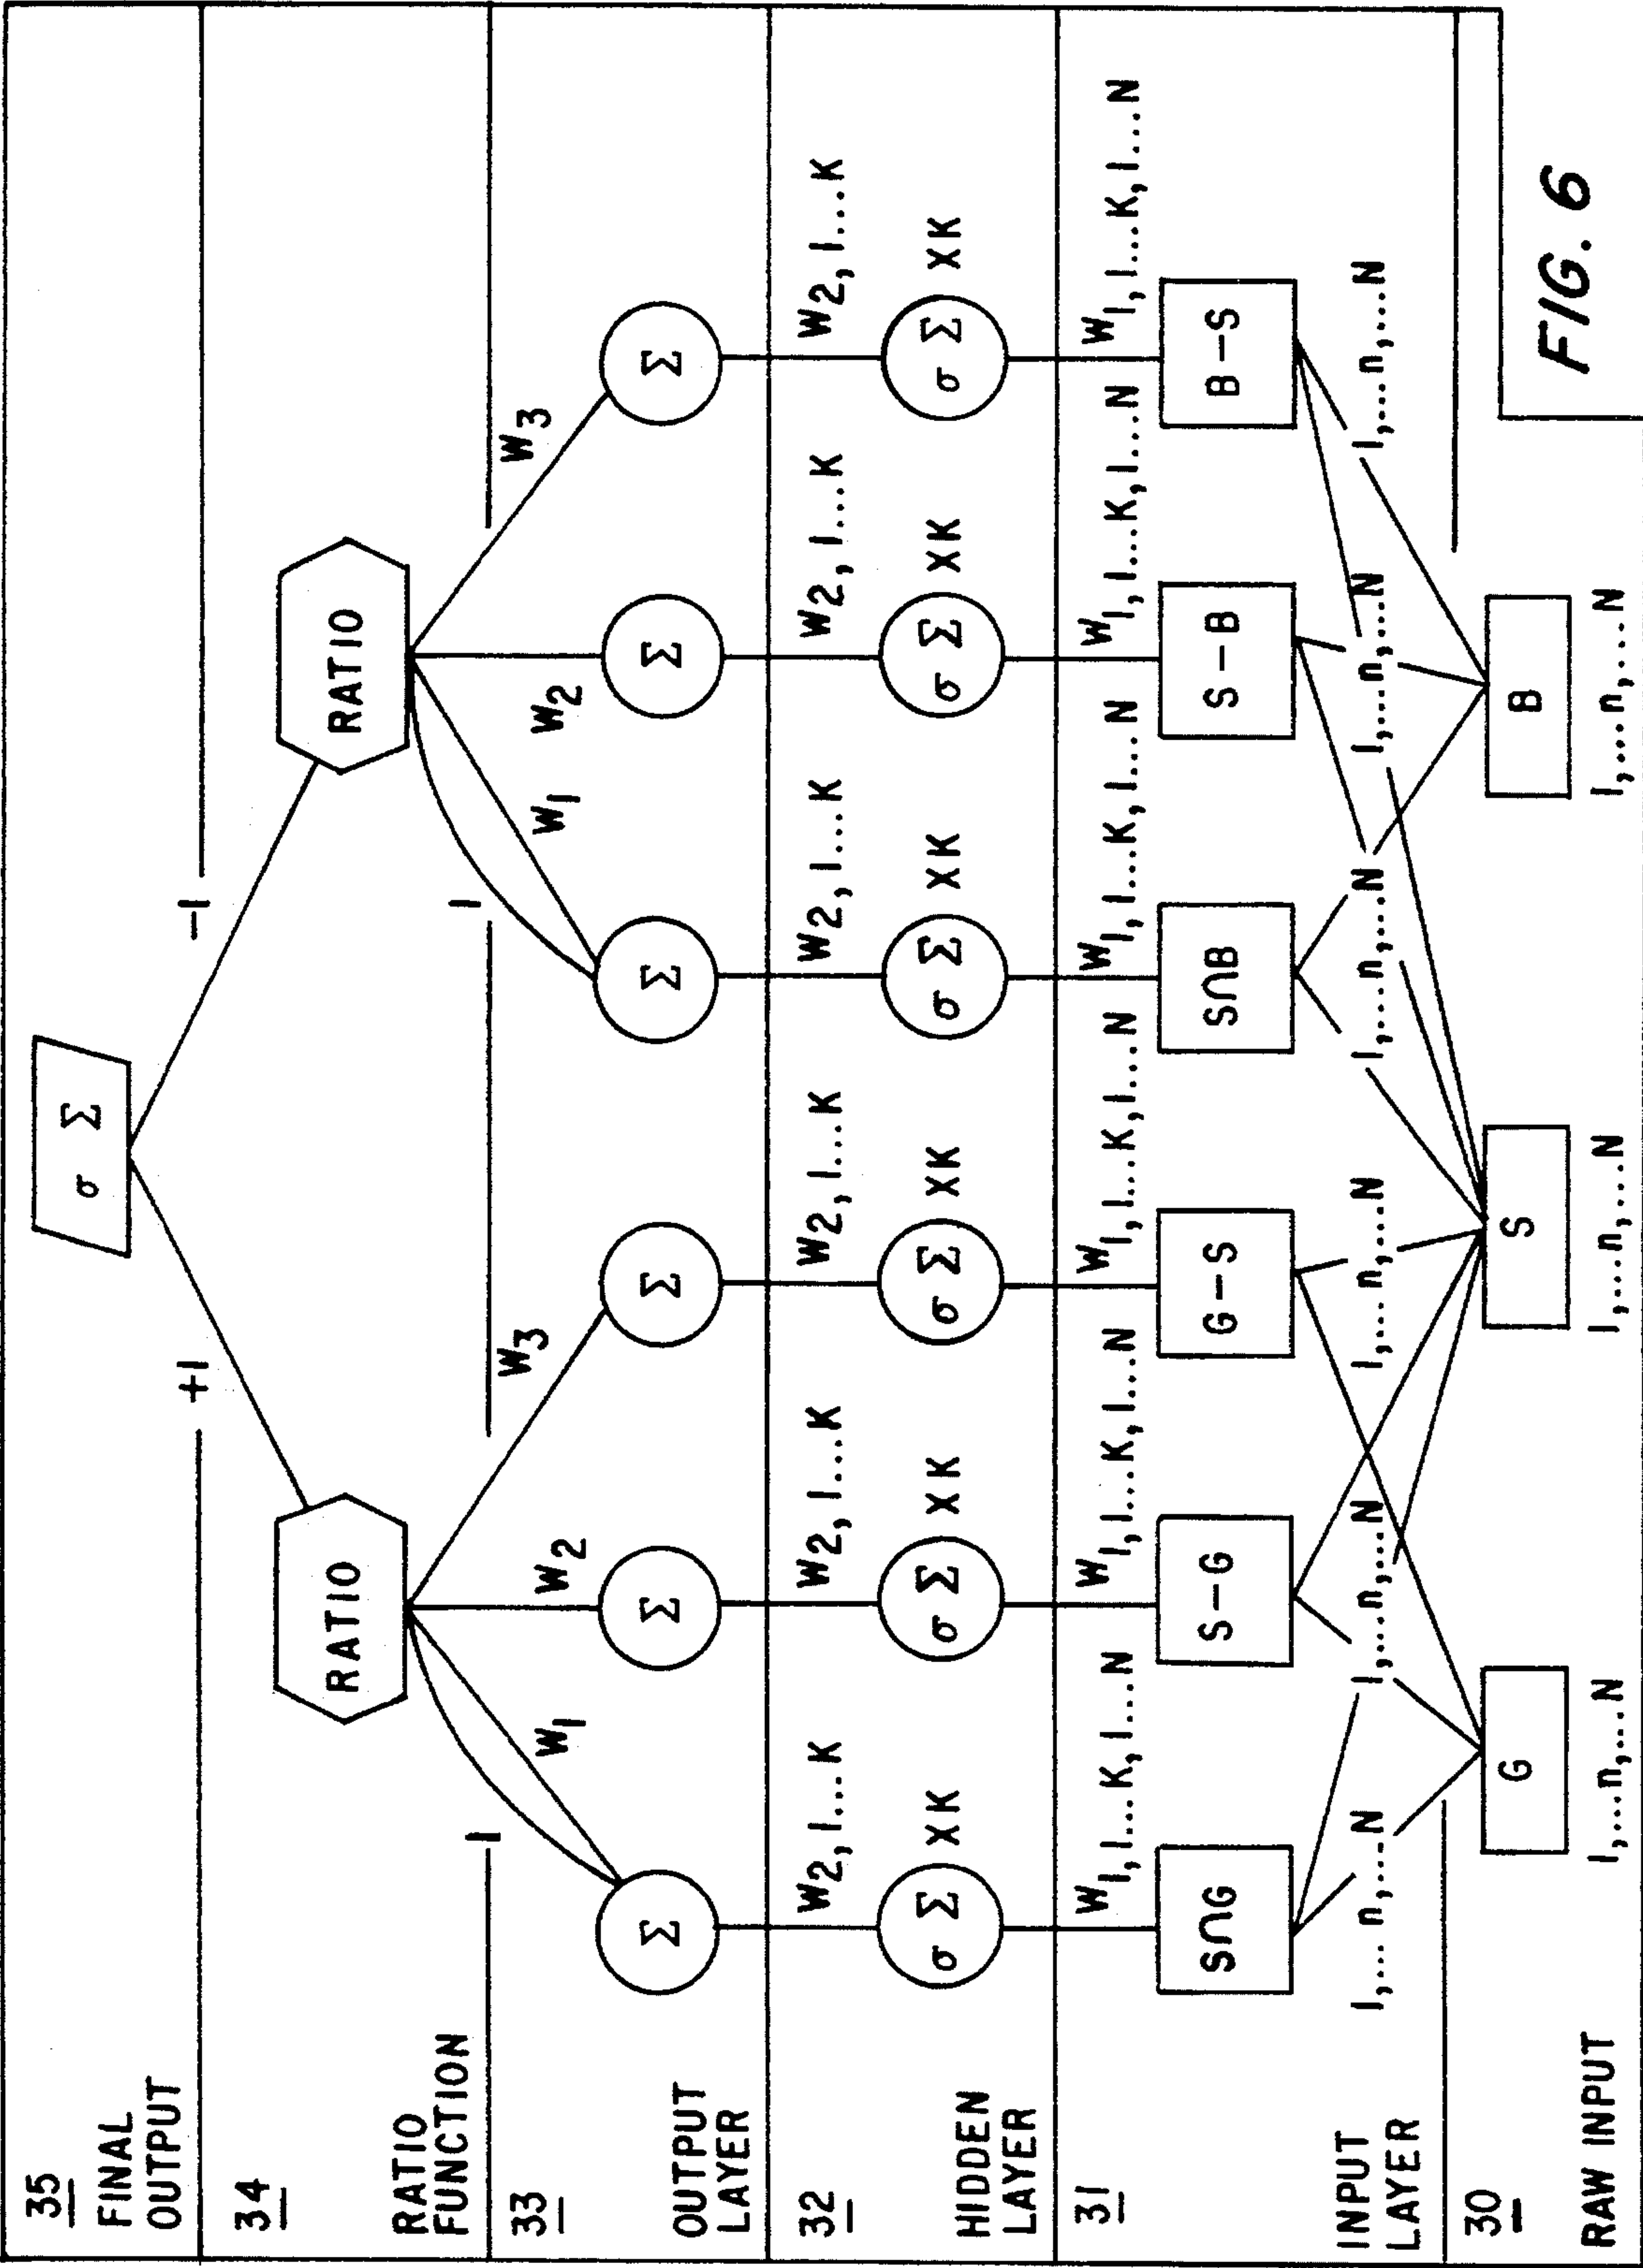 35
FINAL
OUTPUT
σ Σ
+1
-1
34
RATIO
FUNCTION
RATIO
RATIO
1
1
33
OUTPUT
LAYER
W1
W2
W3
W1
W2
W3
Σ
Σ
Σ
Σ
Σ
Σ
32
HIDDEN
LAYER
W2, 1...K
W2, 1...K
W2, 1...K
W2, 1...K
W2, 1...K
W2, 1...K
σ Σ XK
σ Σ XK
σ Σ XK
σ Σ XK
σ Σ XK
σ Σ XK
31
INPUT
LAYER
W1, 1...K, 1...N
W1, 1...K, 1...N
W1, 1...K, 1...N
W1, 1...K, 1...N
W1, 1...K, 1...N
W1, 1...K, 1...N
S∩G
S-G
G-S
S∩B
S-B
B-S
1,...n,...N
1,...n,...N
1,...n,...N
1,...n,...N
1,...n,...N
1,...n,...N
30
RAW INPUT
G
S
B
1,...n,...N
1,...n,...N
1,...n,...N
FIG. 6